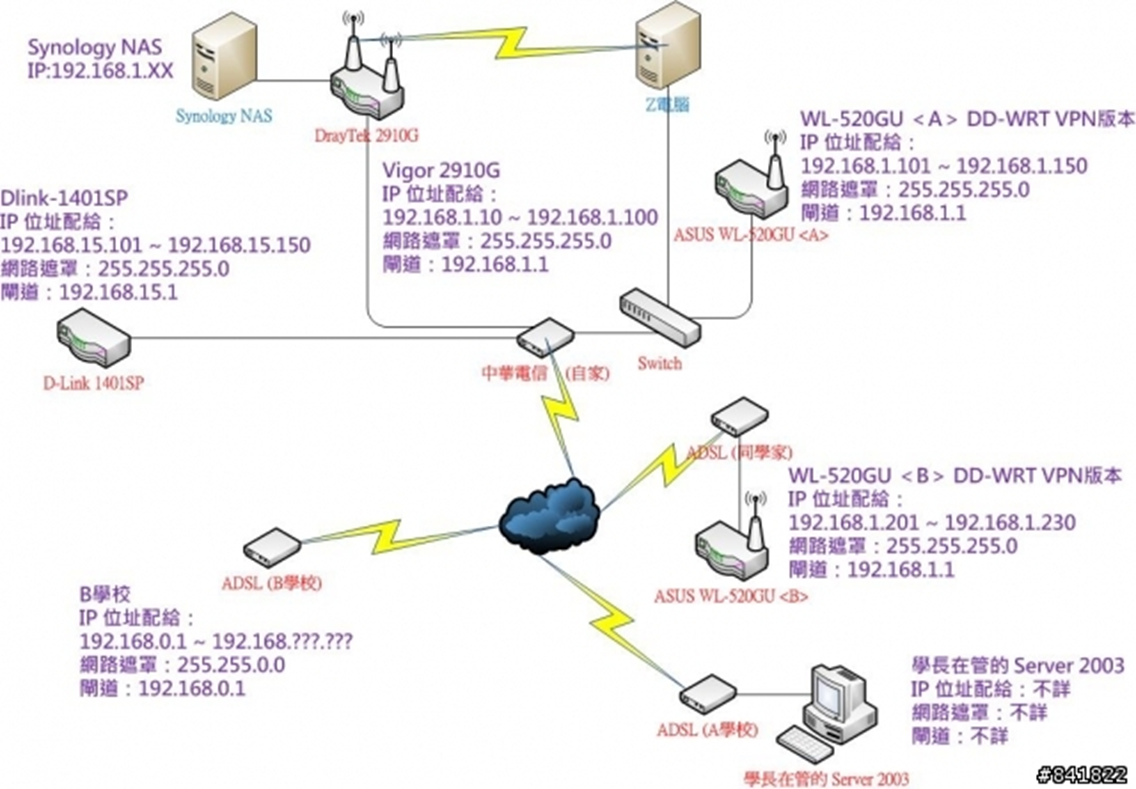 Synology NAS
IP:192.168.1.XX
Synology NAS
DrayTek 2910G
Z電腦
WL-520GU <A> DD-WRT VPN版本
IP 位址配給：
192.168.1.101 ~ 192.168.1.150
網路遮罩：255.255.255.0
閘道：192.168.1.1
ASUS WL-520GU <A>
Vigor 2910G
IP 位址配給：
192.168.1.10 ~ 192.168.1.100
網路遮罩：255.255.255.0
閘道：192.168.1.1
Dlink-1401SP
IP 位址配給：
192.168.15.101 ~ 192.168.15.150
網路遮罩：255.255.255.0
閘道：192.168.15.1
D-Link 1401SP
中華電信 (自家)
Switch
ADSL (同學家)
WL-520GU <B> DD-WRT VPN版本
IP 位址配給：
192.168.1.201 ~ 192.168.1.230
網路遮罩：255.255.255.0
閘道：192.168.1.1
ASUS WL-520GU <B>
ADSL (B學校)
B學校
IP 位址配給：
192.168.0.1 ~ 192.168.???.???
網路遮罩：255.255.0.0
閘道：192.168.0.1
ADSL (A學校)
學長在管的 Server 2003
IP 位址配給：不詳
網路遮罩：不詳
閘道：不詳
學長在管的 Server 2003
#841822